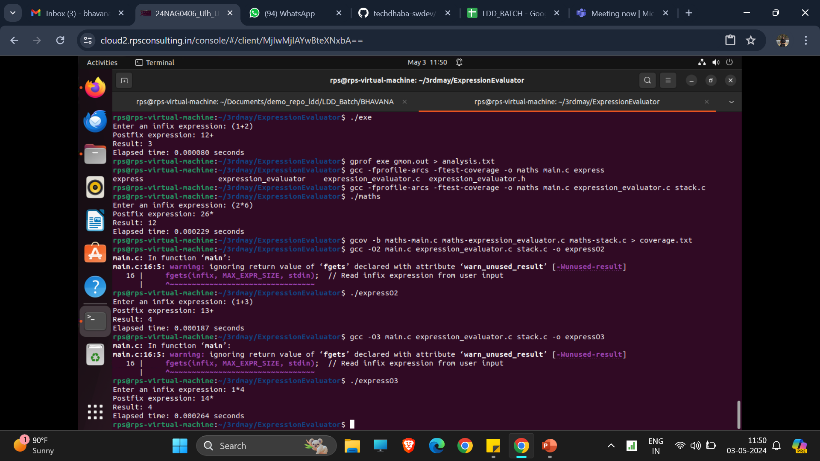 Inbox (3) - bhavan
24NAG0406_U
(94) WhatsApp
techdhaba-swdev/
LDD_BATCH - Goo
Meeting now | Mi
cloud2.rpsconsulting.in/console/#/client/MjIwMjIAYwBteXNxbA==
Activities
Terminal
May 3 11:50
rps@rps-virtual-machine: ~/3rdmay/ExpressionEvaluator
rps@rps-virtual-machine: ~/Documents/demo_repo_ldd/LDD_Batch/BHAVANA
rps@rps-virtual-machine: ~/3rdmay/ExpressionEvaluator
rps@rps-virtual-machine:~/3rdmay/ExpressionEvaluator$ ./exe
Enter an infix expression: (1+2)
Postfix expression: 12+
Result: 3
Elapsed time: 0.000080 seconds
rps@rps-virtual-machine:~/3rdmay/ExpressionEvaluator$ gprof exe gmon.out > analysis.txt
rps@rps-virtual-machine:~/3rdmay/ExpressionEvaluator$ gcc -fprofile-arcs -ftest-coverage -o maths main.c express
express expression_evaluator expression_evaluator.c expression_evaluator.h
rps@rps-virtual-machine:~/3rdmay/ExpressionEvaluator$ gcc -fprofile-arcs -ftest-coverage -o maths main.c expression_evaluator.c stack.c
rps@rps-virtual-machine:~/3rdmay/ExpressionEvaluator$ ./maths
Enter an infix expression: (2*6)
Postfix expression: 26*
Result: 12
Elapsed time: 0.000229 seconds
rps@rps-virtual-machine:~/3rdmay/ExpressionEvaluator$ gcov -b maths-main.c maths-expression_evaluator.c maths-stack.c > coverage.txt
rps@rps-virtual-machine:~/3rdmay/ExpressionEvaluator$ gcc -O2 main.c expression_evaluator.c stack.c -o expressO2
main.c: In function ‘main’:
main.c:16:5: warning: ignoring return value of ‘fgets’ declared with attribute ‘warn_unused_result’ [-Wunused-result]
16 | fgets(infix, MAX_EXPR_SIZE, stdin); // Read infix expression from user input
| ^~~~~~~~~~~~~~~~~~~~~~~~~~~~~~~~~~
rps@rps-virtual-machine:~/3rdmay/ExpressionEvaluator$ ./expressO2
Enter an infix expression: (1+3)
Postfix expression: 13+
Result: 4
Elapsed time: 0.000187 seconds
rps@rps-virtual-machine:~/3rdmay/ExpressionEvaluator$ gcc -O3 main.c expression_evaluator.c stack.c -o expressO3
main.c: In function ‘main’:
main.c:16:5: warning: ignoring return value of ‘fgets’ declared with attribute ‘warn_unused_result’ [-Wunused-result]
16 | fgets(infix, MAX_EXPR_SIZE, stdin); // Read infix expression from user input
| ^~~~~~~~~~~~~~~~~~~~~~~~~~~~~~~~~~
rps@rps-virtual-machine:~/3rdmay/ExpressionEvaluator$ ./expressO3
Enter an infix expression: 1*4
Postfix expression: 14*
Result: 4
Elapsed time: 0.000264 seconds
rps@rps-virtual-machine:~/3rdmay/ExpressionEvaluator$
1
90°F
Sunny
Search
ENG
IN
11:50
03-05-2024